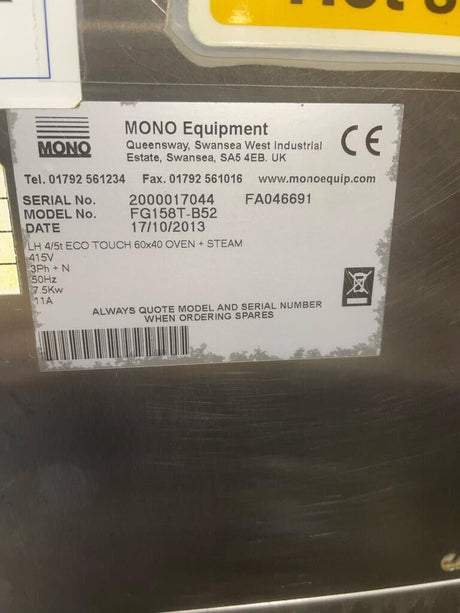 MONO
MONO Equipment
Queensway, Swansea West Industrial
Estate, Swansea, SA5 4EB. UK
CE
Tel. 01792 561234 Fax. 01792 561016 www.monoequip.com
SERIAL No. 2000017044 FA046691
MODEL No. FG158T-B52
DATE 17/10/2013
LH 4/5t ECO TOUCH 60x40 OVEN + STEAM
415V
3Ph + N
50Hz
7.5Kw
11A
ALWAYS QUOTE MODEL AND SERIAL NUMBER
WHEN ORDERING SPARES